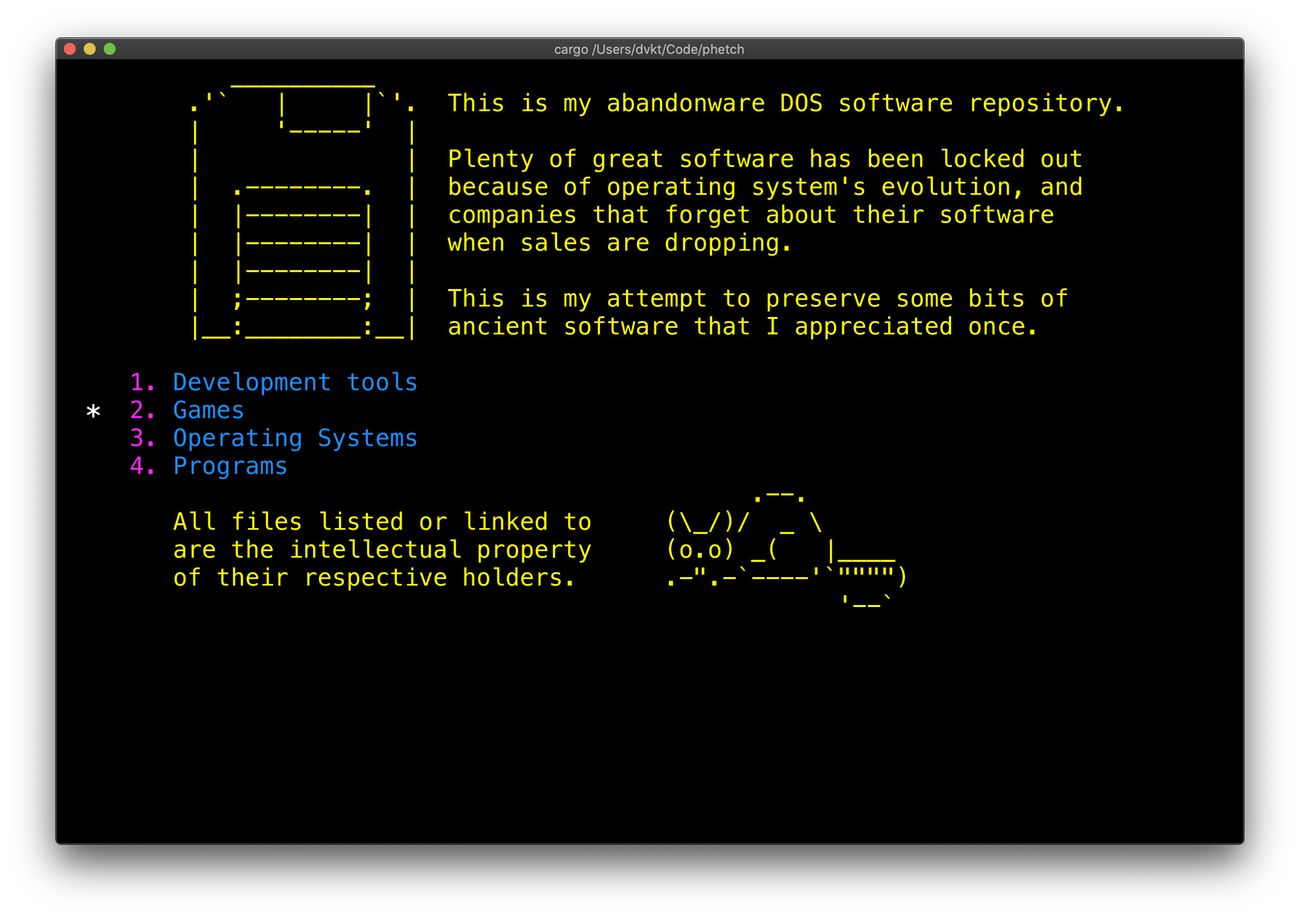 cargo /Users/dvkt/Code/phetch
This is my abandonware DOS software repository.
Plenty of great software has been locked out
because of operating system's evolution, and
companies that forget about their software
when sales are dropping.
This is my attempt to preserve some bits of
ancient software that I appreciated once.
1. Development tools
* 2. Games
3. Operating Systems
4. Programs
All files listed or linked to
are the intellectual property
of their respective holders.